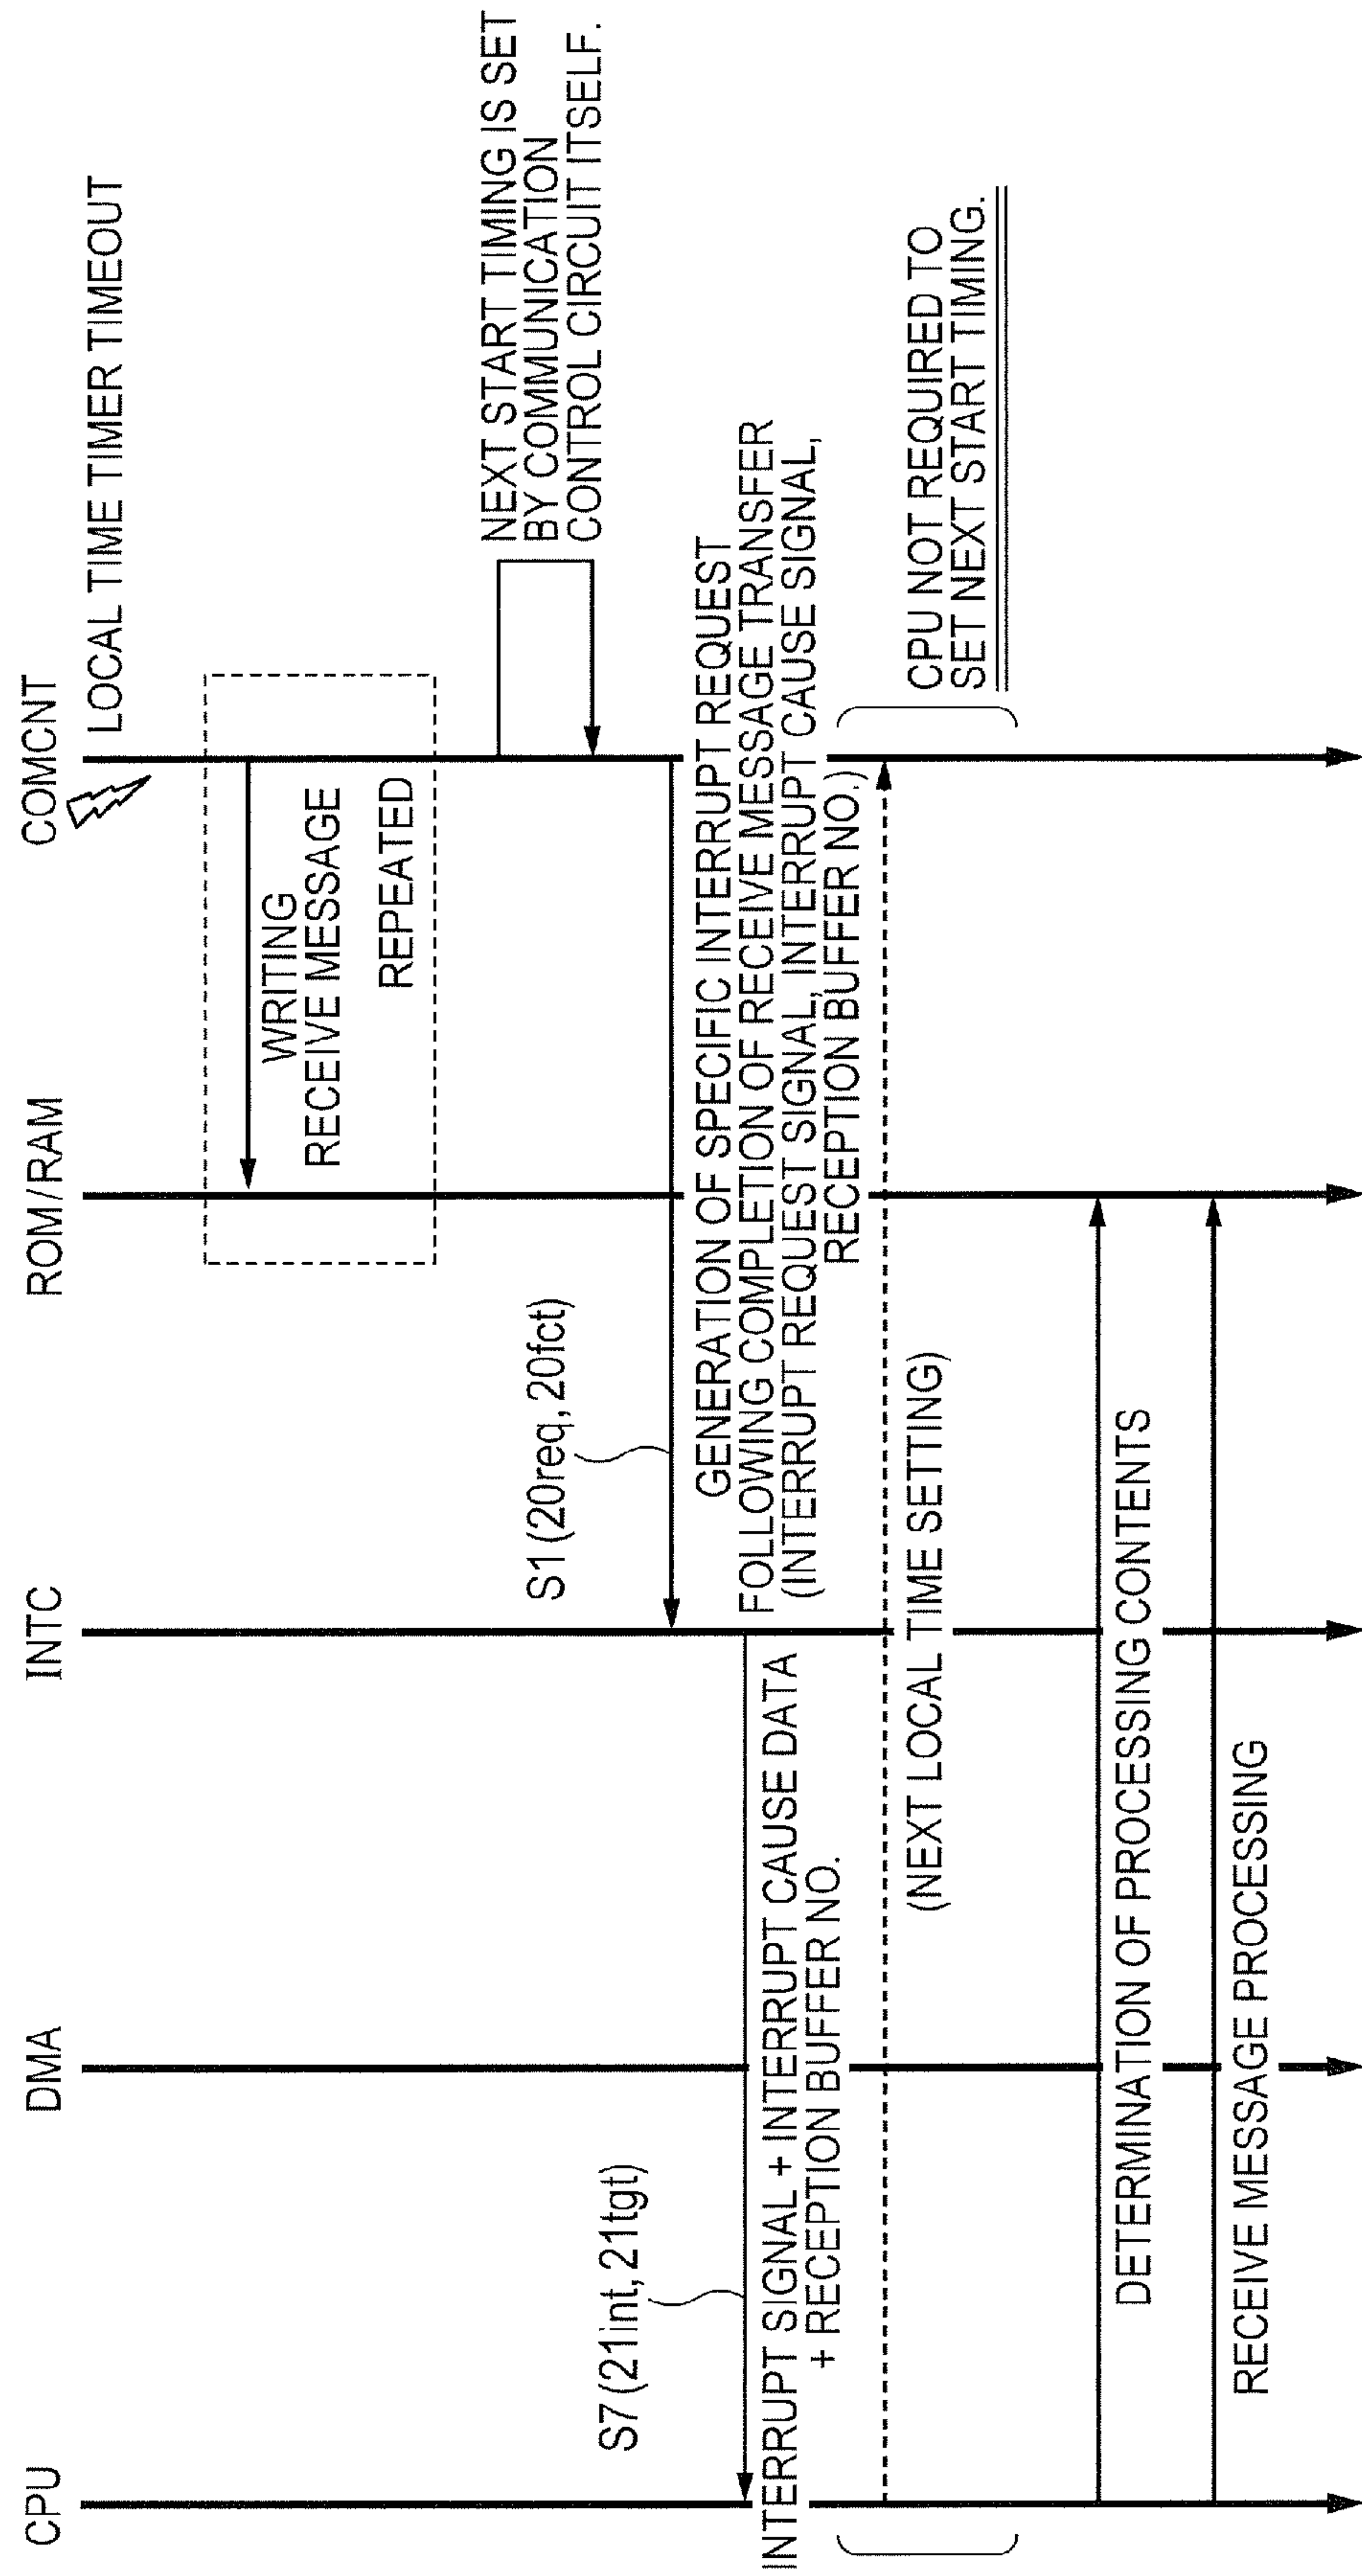 CPU
DMA
INTC
ROM/RAM
COMCNT
LOCAL TIME TIMER TIMEOUT
WRITING
RECEIVE MESSAGE
REPEATED
NEXT START TIMING IS SET
BY COMMUNICATION
CONTROL CIRCUIT ITSELF.
S1 (20req, 20fct)
GENERATION OF SPECIFIC INTERRUPT REQUEST
FOLLOWING COMPLETION OF RECEIVE MESSAGE TRANSFER
(INTERRUPT REQUEST SIGNAL, INTERRUPT CAUSE SIGNAL,
RECEPTION BUFFER NO.)
S7 (21int, 21tgt)
INTERRUPT SIGNAL + INTERRUPT CAUSE DATA
+ RECEPTION BUFFER NO.
(NEXT LOCAL TIME SETTING)
CPU NOT REQUIRED TO
SET NEXT START TIMING.
DETERMINATION OF PROCESSING CONTENTS
RECEIVE MESSAGE PROCESSING